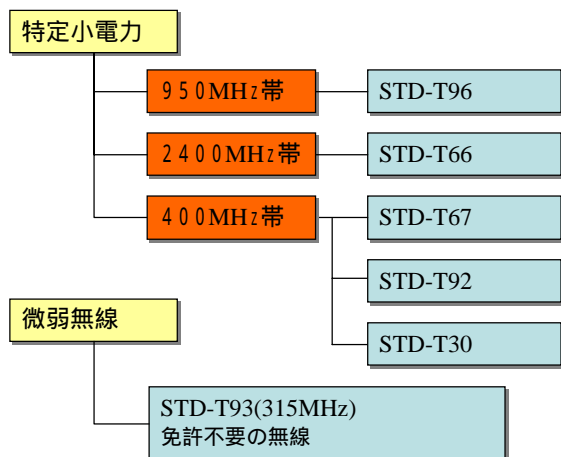 特定小電力
９５０MHz帯
STD-T96
２４００MHz帯
STD-T66
４００MHz帯
STD-T67
STD-T92
STD-T30
微弱無線
STD-T93(315MHz)
免許不要の無線